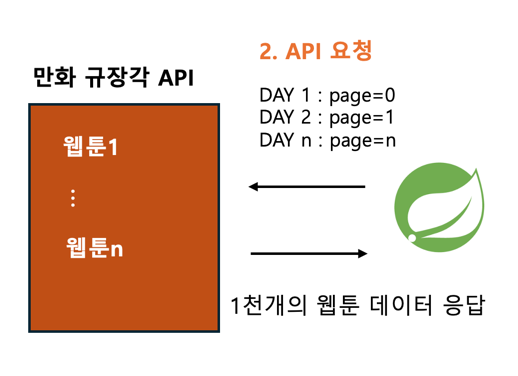 2. API 요청
만화 규장각 API
DAY 1 : page=0
DAY 2 : page=1
DAY n : page=n
웹툰1
⋮
웹툰n
1천개의 웹툰 데이터 응답